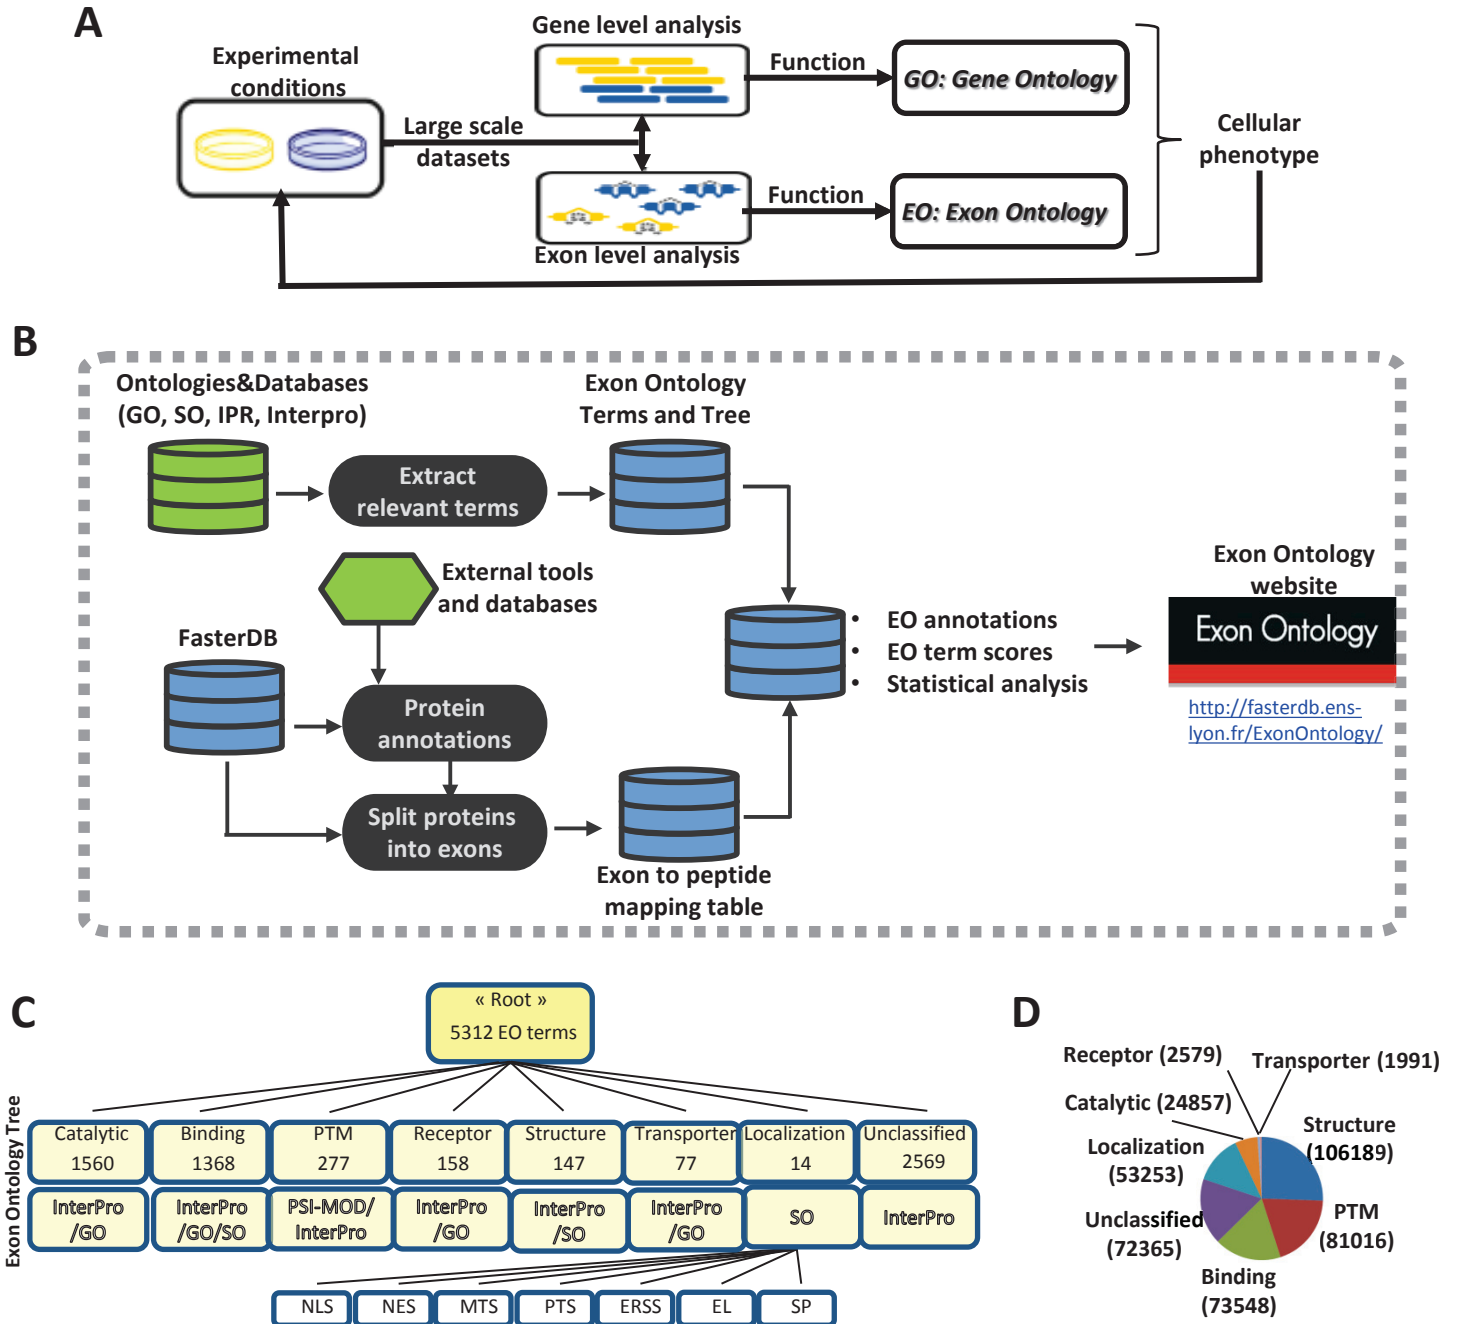 A
Experimental
conditions
Large scale
datasets
Gene level analysis
Exon level analysis
Function
GO: Gene Ontology
Function
EO: Exon Ontology
Cellular
phenotype
B
Ontologies&Databases
(GO, SO, IPR, Interpro)
Extract
relevant terms
Exon Ontology
Terms and Tree
External tools
and databases
FasterDB
Protein
annotations
Split proteins
into exons
Exon to peptide
mapping table
• EO annotations
• EO term scores
• Statistical analysis
Exon Ontology
website
Exon Ontology
http://fasterdb.ens-
lyon.fr/ExonOntology/
C
Exon Ontology Tree
« Root »
5312 EO terms
Catalytic
1560
Binding
1368
PTM
277
Receptor
158
Structure
147
Transporter
77
Localization
14
Unclassified
2569
InterPro
/GO
InterPro
/GO/SO
PSI-MOD/
InterPro
InterPro
/GO
InterPro
/SO
InterPro
/GO
SO
InterPro
NLS
NES
MTS
PTS
ERSS
EL
SP
D
Receptor (2579)
Transporter (1991)
Catalytic (24857)
Structure
(106189)
Localization
(53253)
PTM
(81016)
Unclassified
(72365)
Binding
(73548)